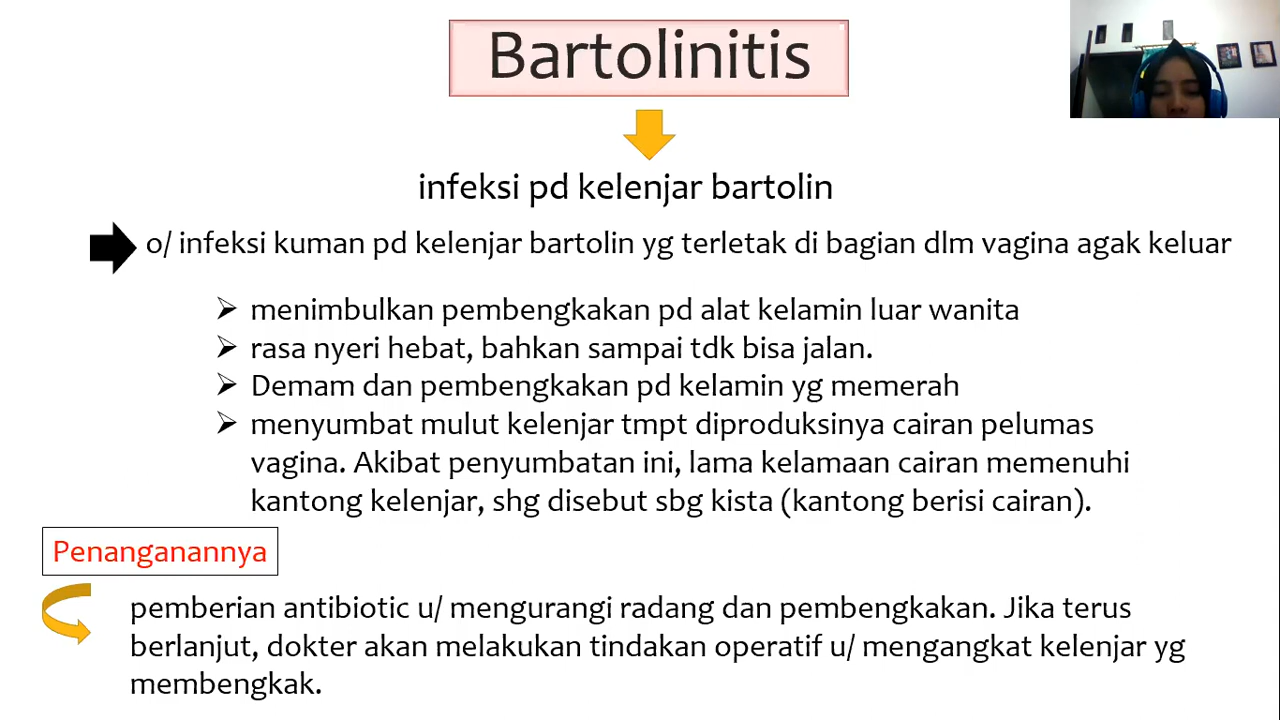 Bartolinitis
infeksi pd kelenjar bartolin
o/ infeksi kuman pd kelenjar bartolin yg terletak di bagian dlm vagina agak keluar
menimbulkan pembengkakan pd alat kelamin luar wanita
rasa nyeri hebat, bahkan sampai tdk bisa jalan.
Demam dan pembengkakan pd kelamin yg memerah
menyumbat mulut kelenjar tmpt diproduksinya cairan pelumas
vagina. Akibat penyumbatan ini, lama kelamaan cairan memenuhi
kantong kelenjar, shg disebut sbg kista (kantong berisi cairan).
Penanganannya
pemberian antibiotic u/ mengurangi radang dan pembengkakan. Jika terus
berlanjut, dokter akan melakukan tindakan operatif u/ mengangkat kelenjar yg
membengkak.